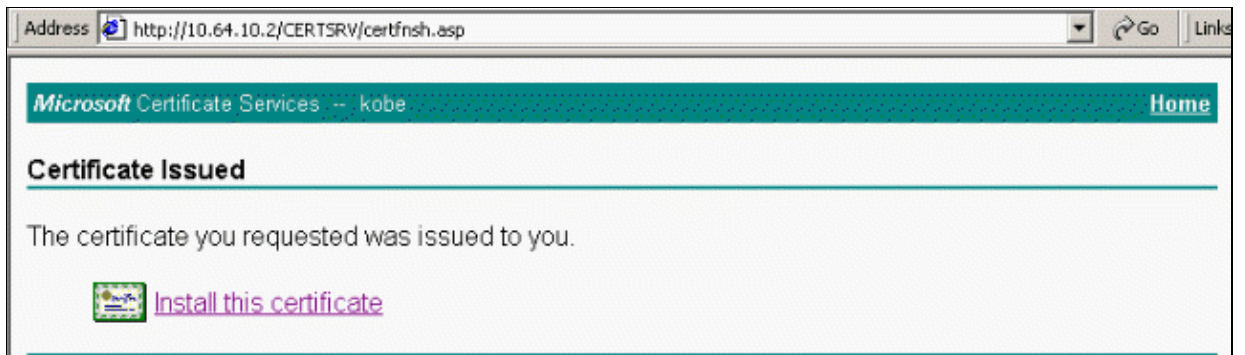 Address http://10.64.10.2/CERTSRV/certfnsh.asp Go Links
Microsoft Certificate Services -- kobe Home
Certificate Issued
The certificate you requested was issued to you.
Install this certificate